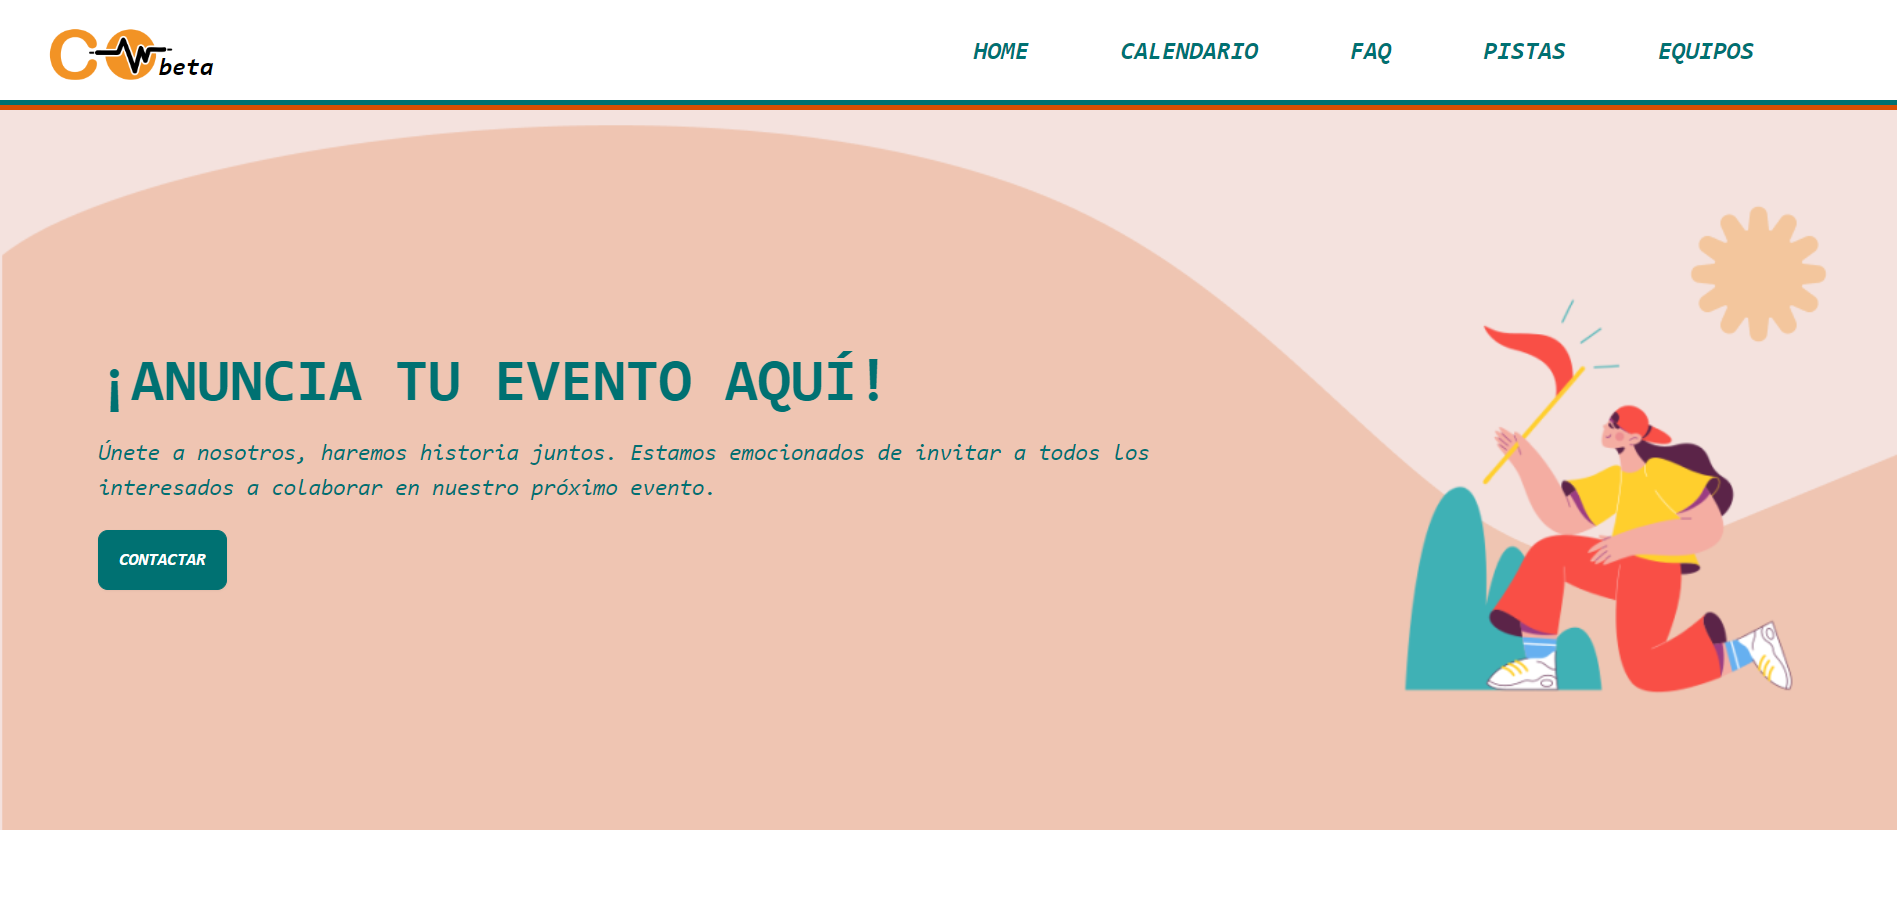 CO beta
HOME CALENDARIO FAQ PISTAS EQUIPOS
¡ANUNCIA TU EVENTO AQUÍ!
Únete a nosotros, haremos historia juntos. Estamos emocionados de invitar a todos los
interesados a colaborar en nuestro próximo evento.
CONTACTAR